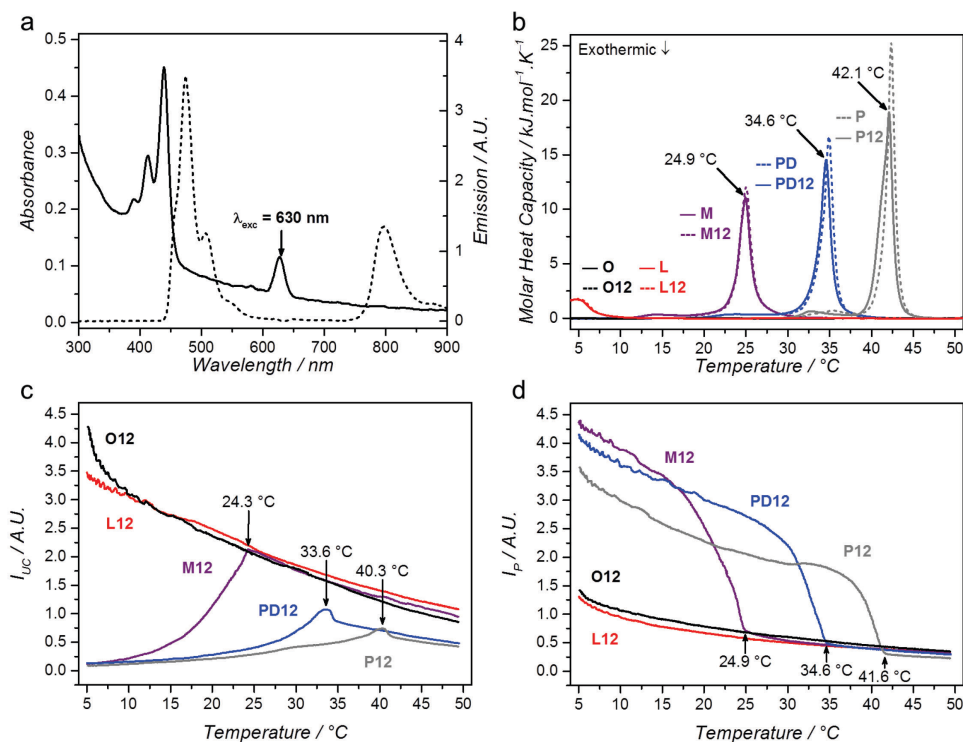 a
0.5
0.4
0.3
0.2
0.1
0.0
Absorbance
4
3
2
1
0
Emission / A.U.
λexc = 630 nm
300 400 500 600 700 800 900
Wavelength / nm
b
25
20
15
10
5
0
Molar Heat Capacity / kJ.mol⁻¹.K⁻¹
Exothermic ↓
42.1 °C
34.6 °C
24.9 °C
P
P12
PD
PD12
M
M12
O
O12
L
L12
5 10 15 20 25 30 35 40 45 50
Temperature / °C
c
4.5
4.0
3.5
3.0
2.5
2.0
1.5
1.0
0.5
0.0
I_UC / A.U.
O12
L12
24.3 °C
M12
33.6 °C
40.3 °C
PD12
P12
5 10 15 20 25 30 35 40 45 50
Temperature / °C
d
4.5
4.0
3.5
3.0
2.5
2.0
1.5
1.0
0.5
0.0
I_P / A.U.
M12
PD12
P12
O12
L12
24.9 °C
34.6 °C
41.6 °C
5 10 15 20 25 30 35 40 45 50
Temperature / °C